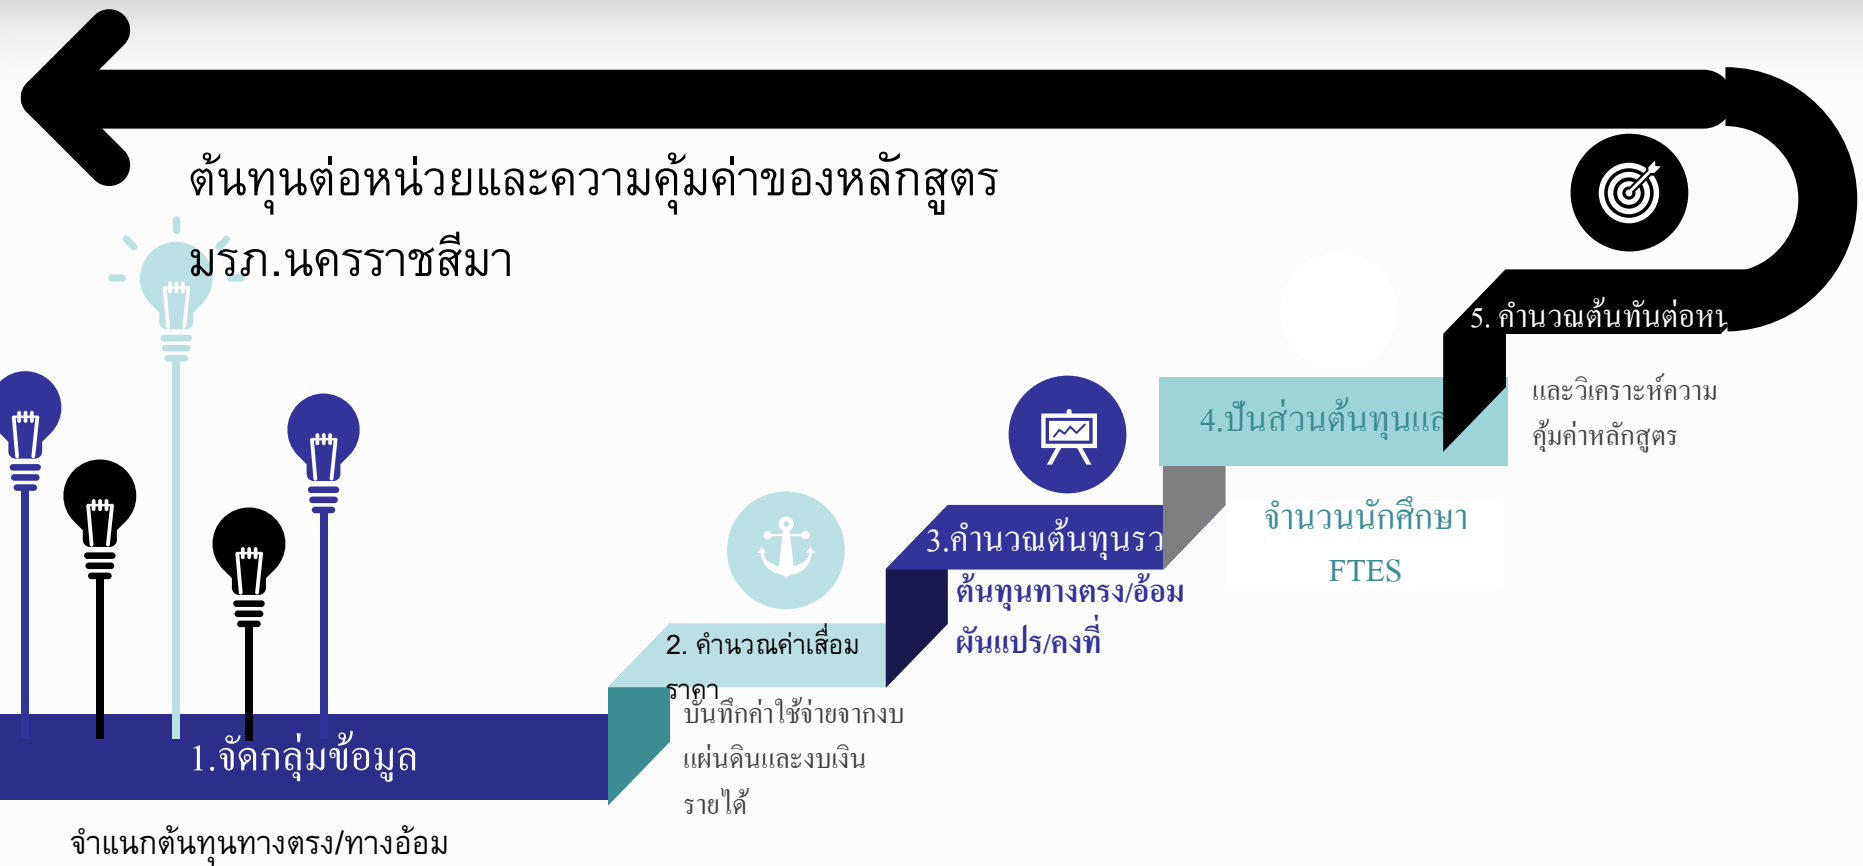 ต้นทุนต่อหน่วยและความคุ้มค่าของหลักสูตร
มรภ.นครราชสีมา
1.จัดกลุ่มข้อมูล
จำแนกต้นทุนทางตรง/ทางอ้อม
2. คำนวณค่าเสื่อม
ราคา
บันทึกค่าใช้จ่ายจากงบ
แผ่นดินและงบเงิน
รายได้
3.คำนวณต้นทุนรว
ต้นทุนทางตรง/อ้อม
ผันแปร/คงที่
4.ปันส่วนต้นทุนแล
จำนวนนักศึกษา
FTES
5. คำนวณต้นทันต่อหน
และวิเคราะห์ความ
คุ้มค่าหลักสูตร